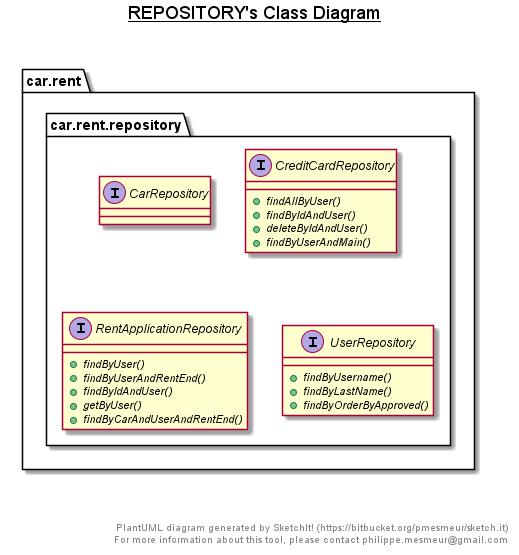 REPOSITORY's Class Diagram
car.rent
car.rent.repository
I CarRepository
I CreditCardRepository
findAllByUser()
findByIdAndUser()
deleteByIdAndUser()
findByUserAndMain()
I RentApplicationRepository
findByUser()
findByUserAndRentEnd()
findByIdAndUser()
getByUser()
findByCarAndUserAndRentEnd()
I UserRepository
findByUsername()
findByLastName()
findByOrderByApproved()
PlantUML diagram generated by SketchIt! (https://bitbucket.org/pmesmeur/sketch.it)
For more information about this tool, please contact philippe.mesmeur@gmail.com